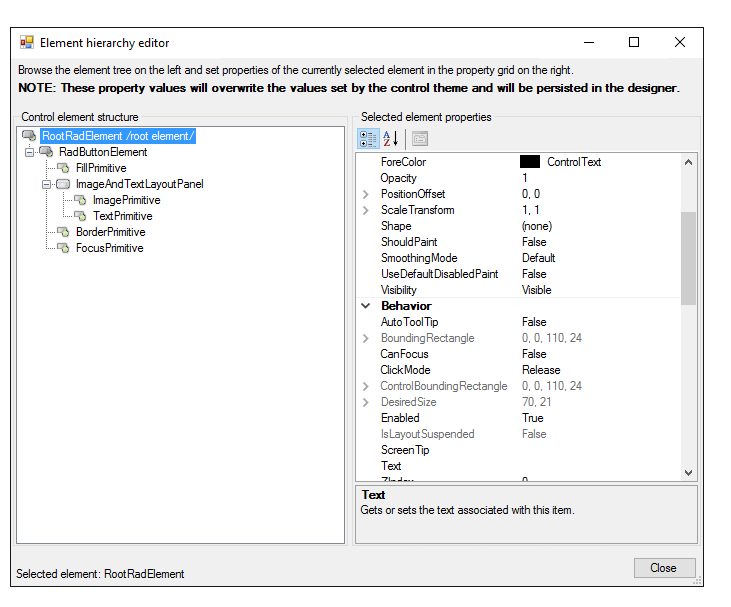 Element hierarchy editor
Browse the element tree on the left and set properties of the currently selected element in the property grid on the right.
NOTE: These property values will overwrite the values set by the control theme and will be persisted in the designer.
Control element structure
RootRadElement /root element/
RadButtonElement
FillPrimitive
ImageAndTextLayoutPanel
ImagePrimitive
TextPrimitive
BorderPrimitive
FocusPrimitive
Selected element properties
ForeColor ControlText
Opacity 1
PositionOffset 0, 0
ScaleTransform 1, 1
Shape (none)
ShouldPaint False
SmoothingMode Default
UseDefaultDisabledPaint False
Visibility Visible
Behavior
AutoToolTip False
BoundingRectangle 0, 0, 110, 24
CanFocus False
ClickMode Release
ControlBoundingRectangle 0, 0, 110, 24
DesiredSize 70, 21
Enabled True
IsLayoutSuspended False
ScreenTip
Text
ZIndex 0
Text
Gets or sets the text associated with this item.
Close
Selected element: RootRadElement